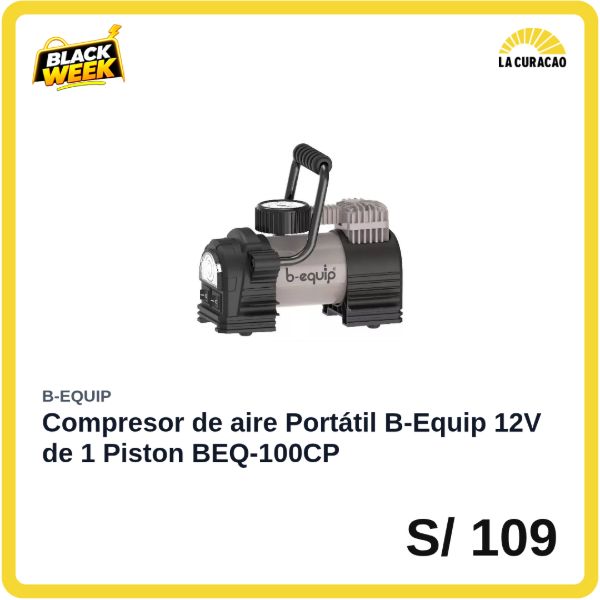 BLACK
WEEK
LA CURACAO
b-equip
B-EQUIP
Compresor de aire Portátil B-Equip 12V
de 1 Piston BEQ-100CP
S/ 109